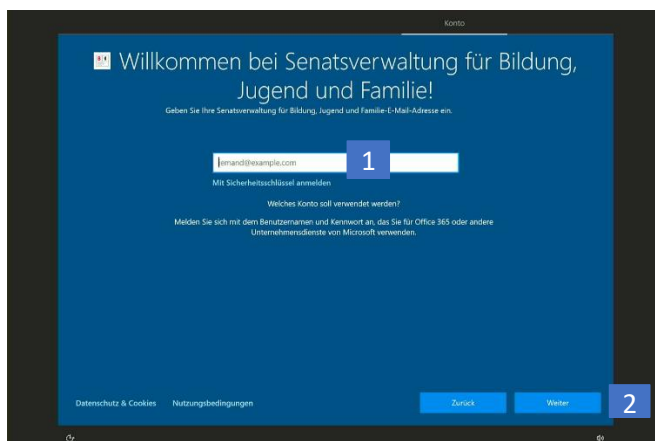 Konto
Willkommen bei Senatsverwaltung für Bildung,
Jugend und Familie!
Geben Sie Ihre Senatsverwaltung für Bildung, Jugend und Familie-E-Mail-Adresse ein.
jemand@example.com
1
Mit Sicherheitsschlüssel anmelden
Welches Konto soll verwendet werden?
Melden Sie sich mit dem Benutzernamen und Kennwort an, das Sie für Office 365 oder andere
Unternehmensdienste von Microsoft verwenden.
Datenschutz & Cookies Nutzungsbedingungen Zurück Weiter 2